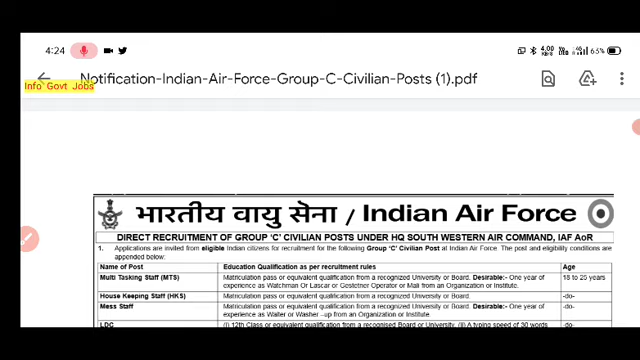 4:24
4.00 KB/S 63%
Notification-Indian-Air-Force-Group-C-Civilian-Posts (1).pdf
Info Govt Jobs
भारतीय वायु सेना / Indian Air Force
DIRECT RECRUITMENT OF GROUP 'C' CIVILIAN POSTS UNDER HQ SOUTH WESTERN AIR COMMAND, IAF AoR
1. Applications are invited from eligible Indian citizens for recruitment for the following Group 'C' Civilian Post at Indian Air Force. The post and eligibility conditions are
appended below:
Name of Post Education Qualification as per recruitment rules Age
Multi Tasking Staff (MTS) Matriculation pass or equivalent qualification from a recognized University or Board. Desirable:- One year of 18 to 25 years
experience as Watchman Or Lascar or Gestetner Operator or Mali from an Organization or Institute.
House Keeping Staff (HKS) Matriculation pass or equivalent qualification from a recognized University or Board. -do-
Mess Staff Matriculation pass or equivalent qualification from a recognized University or Board. Desirable:- One year of -do-
experience as Waiter or Washer -up from an Organization or Institute.
LDC (i) 12th Class or equivalent qualification from a recognised Board or University. (ii) A typing speed of 30 words -do-